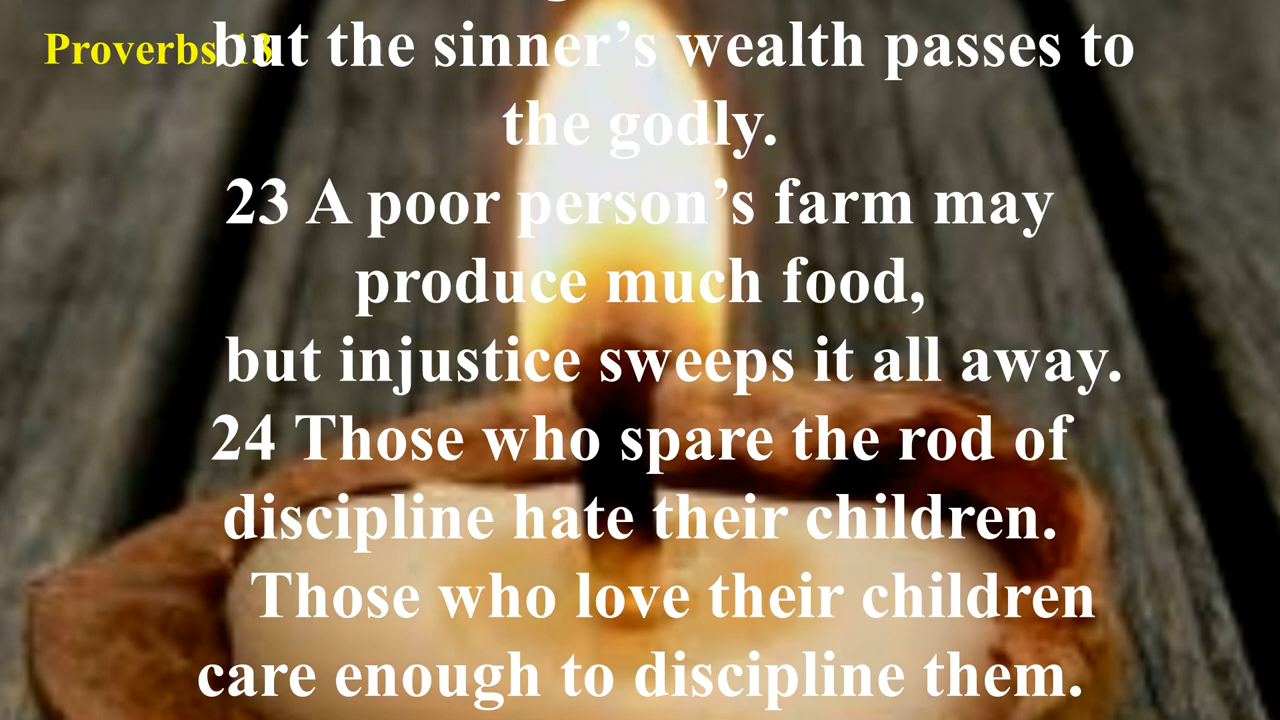 Proverbs 13
but the sinner’s wealth passes to
the godly.
23 A poor person’s farm may
produce much food,
but injustice sweeps it all away.
24 Those who spare the rod of
discipline hate their children.
Those who love their children
care enough to discipline them.